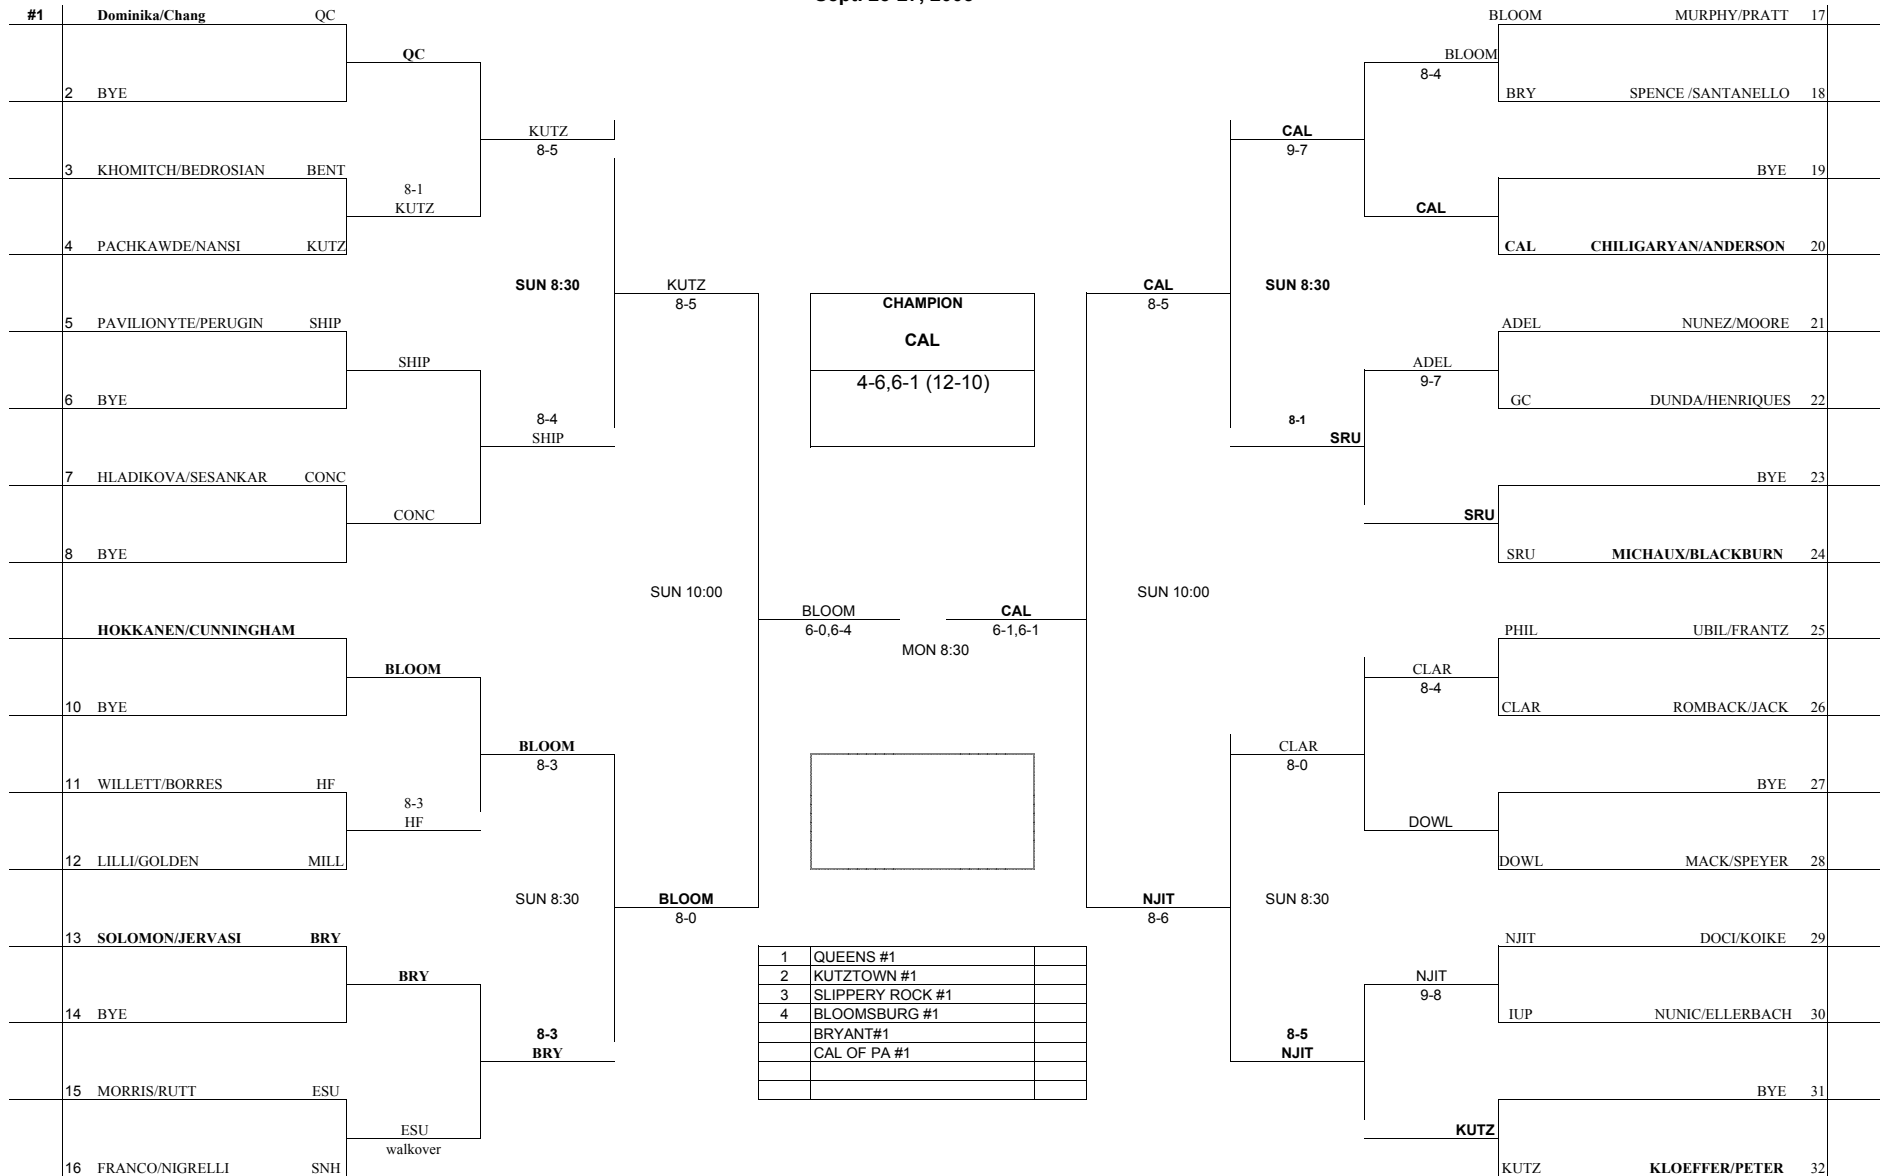 #1 Dominika/Chang QC
QC
2 BYE
KUTZ
8-5
3 KHOMITCH/BEDROSIAN BENT
8-1
KUTZ
4 PACHKAWDE/NANSI KUTZ
SUN 8:30
KUTZ
8-5
5 PAVILIONYTE/PERUGIN SHIP
SHIP
6 BYE
8-4
SHIP
7 HLADIKOVA/SESANKAR CONC
CONC
8 BYE
SUN 10:00
BLOOM
6-0,6-4
HOKKANEN/CUNNINGHAM
BLOOM
10 BYE
BLOOM
8-3
11 WILLETT/BORRES HF
8-3
HF
12 LILLI/GOLDEN MILL
SUN 8:30
BLOOM
8-0
13 SOLOMON/JERVASI BRY
BRY
14 BYE
8-3
BRY
15 MORRIS/RUTT ESU
ESU
walkover
16 FRANCO/NIGRELLI SNH
CHAMPION
CAL
4-6,6-1 (12-10)
CAL
6-1,6-1
MON 8:30
1 QUEENS #1
2 KUTZTOWN #1
3 SLIPPERY ROCK #1
4 BLOOMSBURG #1
BRYANT#1
CAL OF PA #1
BLOOM MURPHY/PRATT 17
BLOOM
8-4
BRY SPENCE /SANTANELLO 18
CAL
9-7
BYE 19
CAL
CAL CHILIGARYAN/ANDERSON 20
CAL
8-5
SUN 8:30
ADEL NUNEZ/MOORE 21
ADEL
9-7
GC DUNDA/HENRIQUES 22
8-1
SRU
BYE 23
SRU
SRU MICHAUX/BLACKBURN 24
SUN 10:00
PHIL UBIL/FRANTZ 25
CLAR
8-4
CLAR ROMBACK/JACK 26
CLAR
8-0
BYE 27
DOWL
DOWL MACK/SPEYER 28
NJIT
8-6
SUN 8:30
NJIT DOCI/KOIKE 29
NJIT
9-8
IUP NUNIC/ELLERBACH 30
8-5
NJIT
BYE 31
KUTZ
KUTZ KLOEFFER/PETER 32